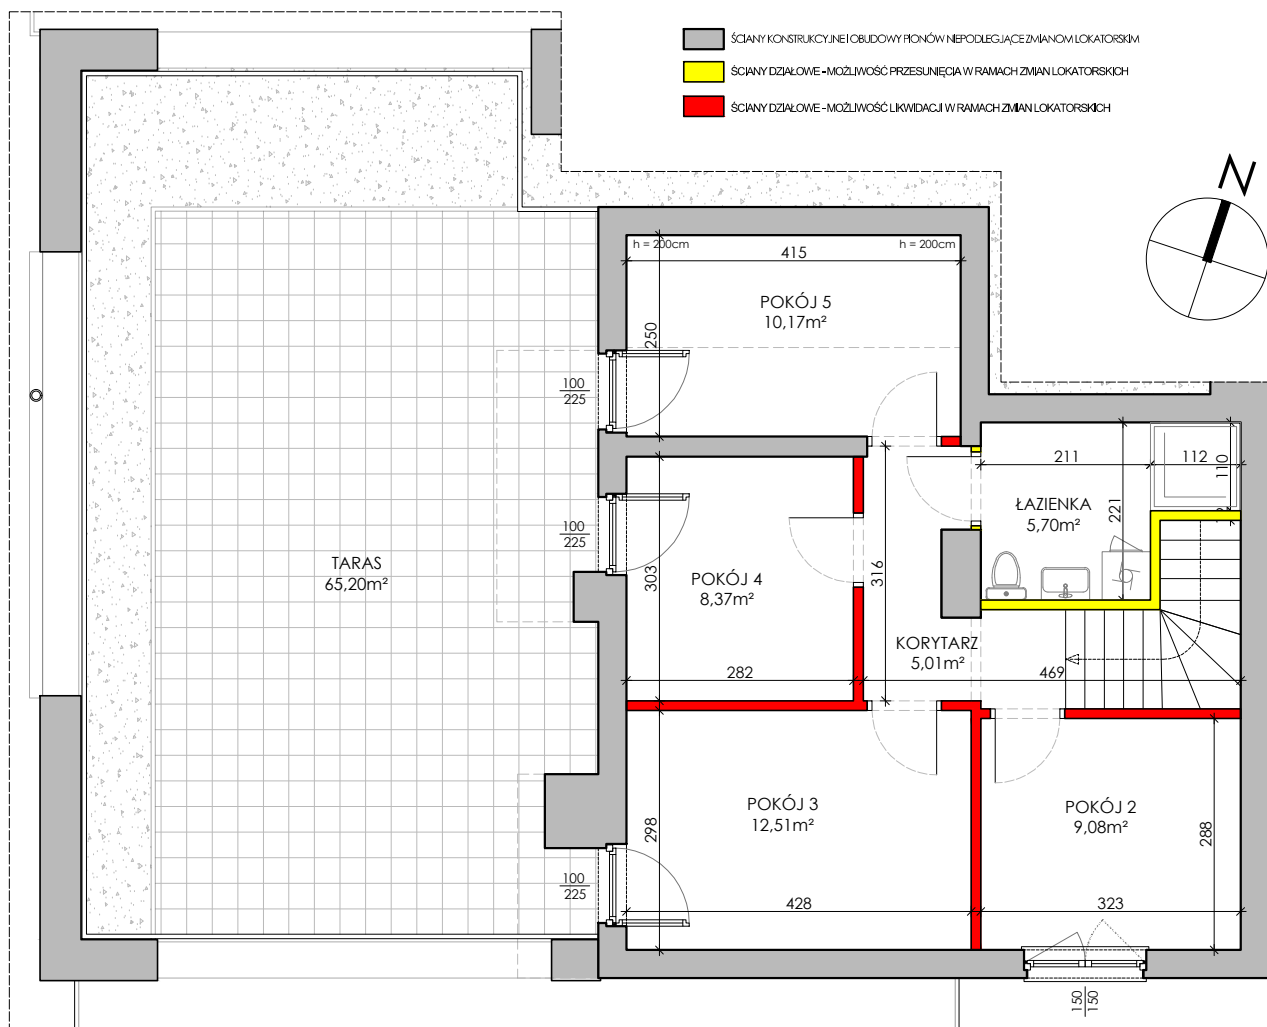 ŚCIANY KONSTRUKCYJNE I OBUDOWY PIONÓW NIEPODLEGJĄCE ZMIANOM LOKATORSKIM
ŚCIANY DZIAŁOWE - MOŻLIWOŚĆ PRZESUNIĘCIA W RAMACH ZMIAN LOKATORSKICH
ŚCIANY DZIAŁOWE - MOŻLIWOŚĆ LIKWIDACJI W RAMACH ZMIAN LOKATORSKICH
N
h = 200cm
h = 200cm
415
POKÓJ 5
10,17m²
250
100
225
211
112
110
ŁAZIENKA
5,70m²
221
100
225
TARAS
65,20m²
303
POKÓJ 4
8,37m²
316
KORYTARZ
5,01m²
282
469
POKÓJ 3
12,51m²
298
POKÓJ 2
9,08m²
288
100
225
428
323
150
150